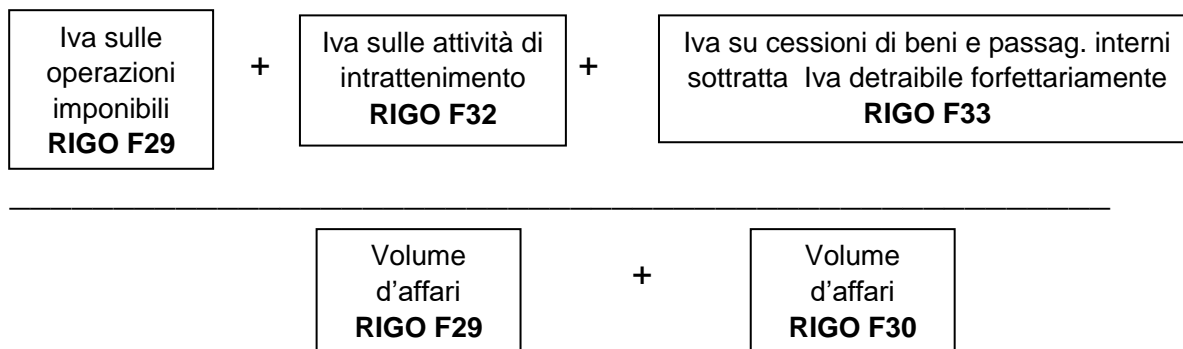 Iva sulle
operazioni
imponibili
RIGO F29
+
Iva sulle attività di
intrattenimento
RIGO F32
+
Iva su cessioni di beni e passag. interni
sottratta Iva detraibile forfettariamente
RIGO F33
Volume
d’affari
RIGO F29
+
Volume
d’affari
RIGO F30